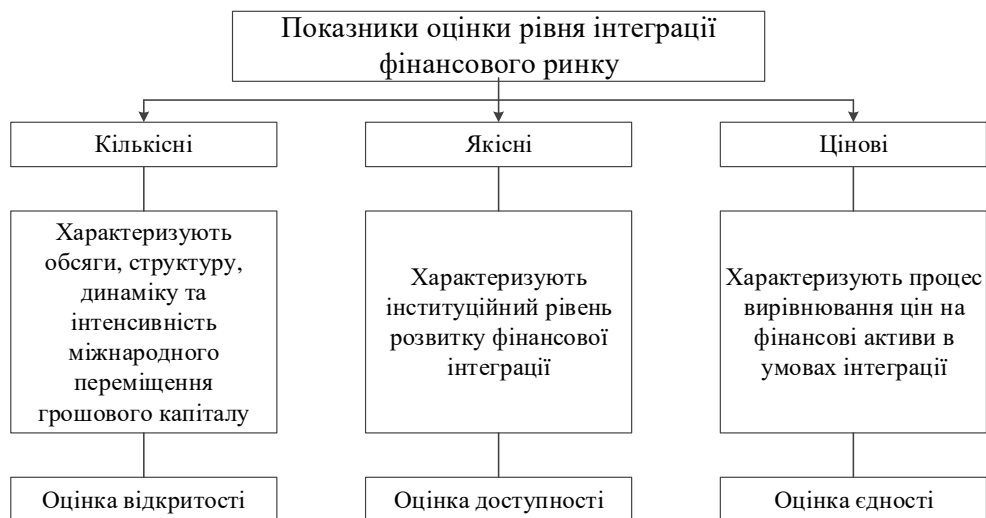 Показники оцінки рівня інтеграції
фінансового ринку
Кількісні
Якісні
Цінові
Характеризують
обсяги, структуру,
динаміку та
інтенсивність
міжнародного
переміщення
грошового капіталу
Характеризують
інституційний рівень
розвитку фінансової
інтеграції
Характеризують процес
вирівнювання цін на
фінансові активи в
умовах інтеграції
Оцінка відкритості
Оцінка доступності
Оцінка єдності